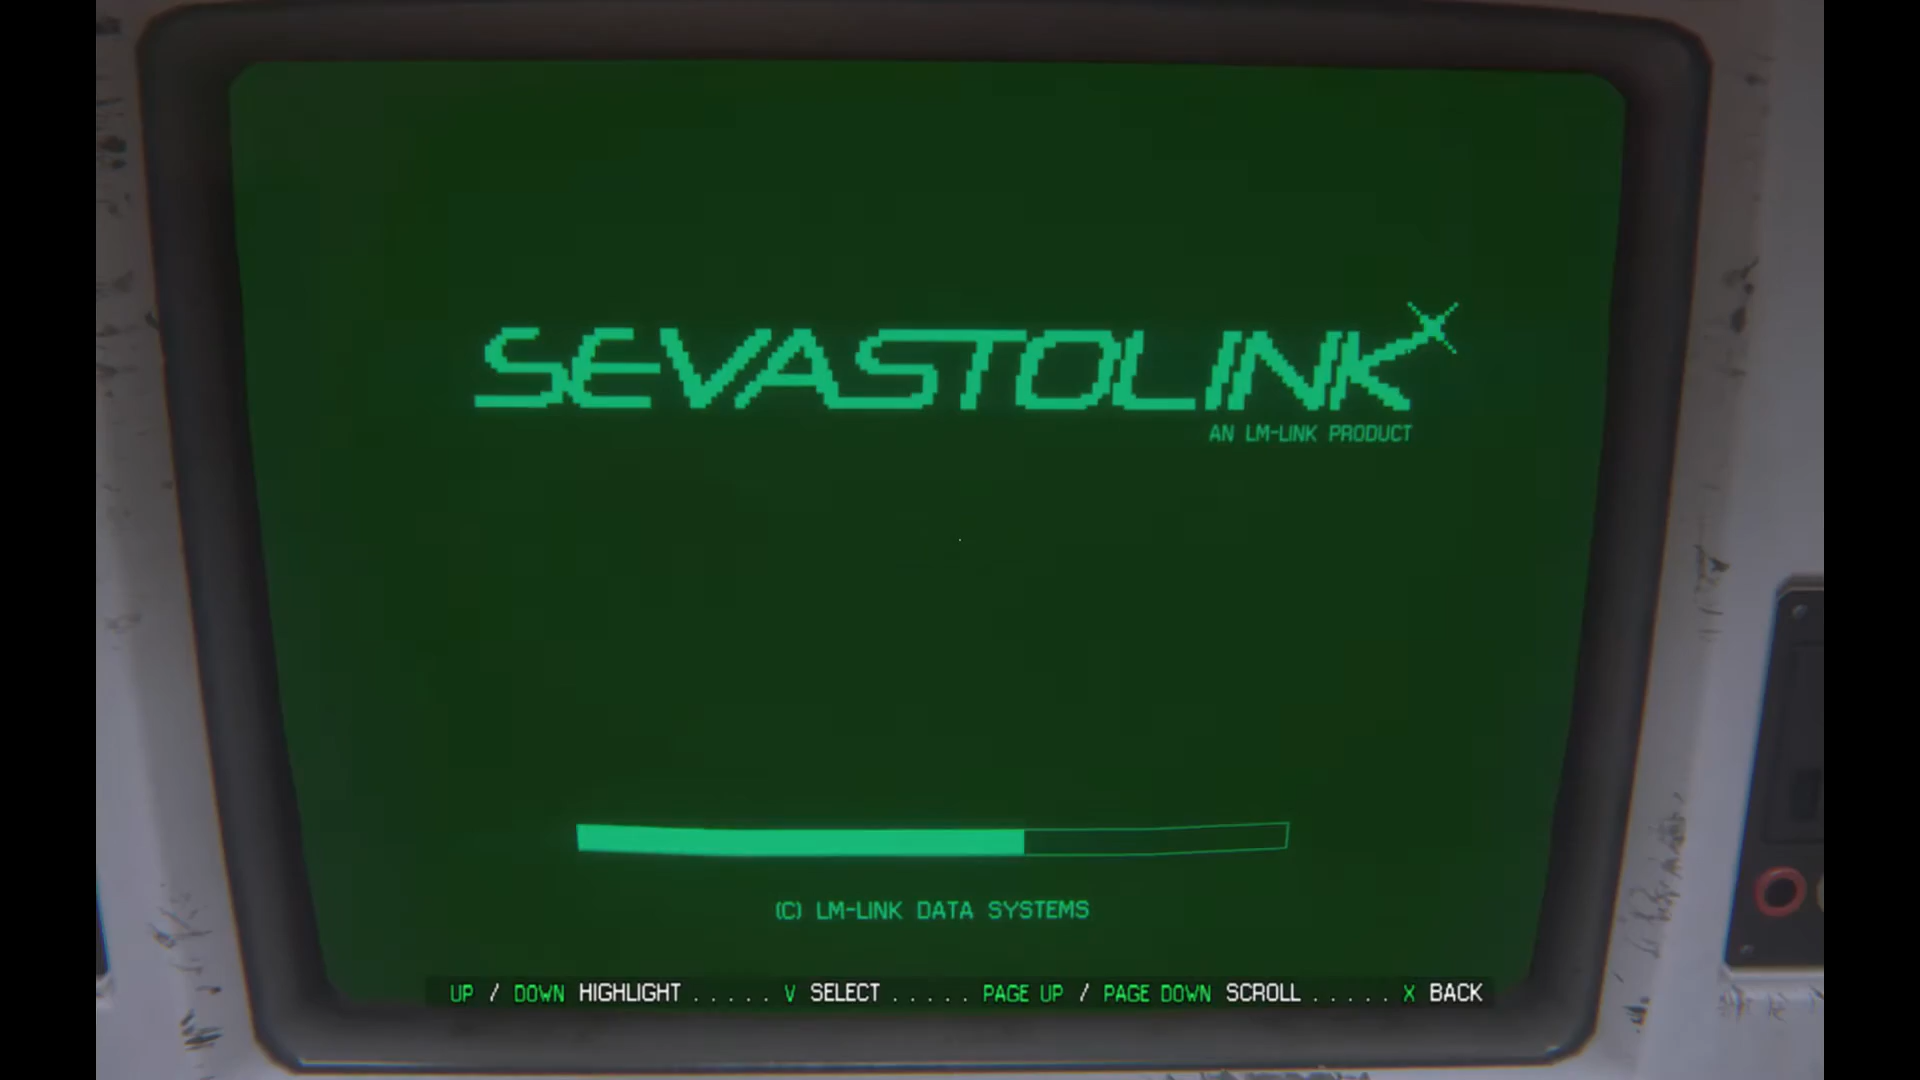 SEVASTOLINK
AN LM-LINK PRODUCT
(C) LM-LINK DATA SYSTEMS
UP / DOWN HIGHLIGHT ..... V SELECT ..... PAGE UP / PAGE DOWN SCROLL ..... X BACK